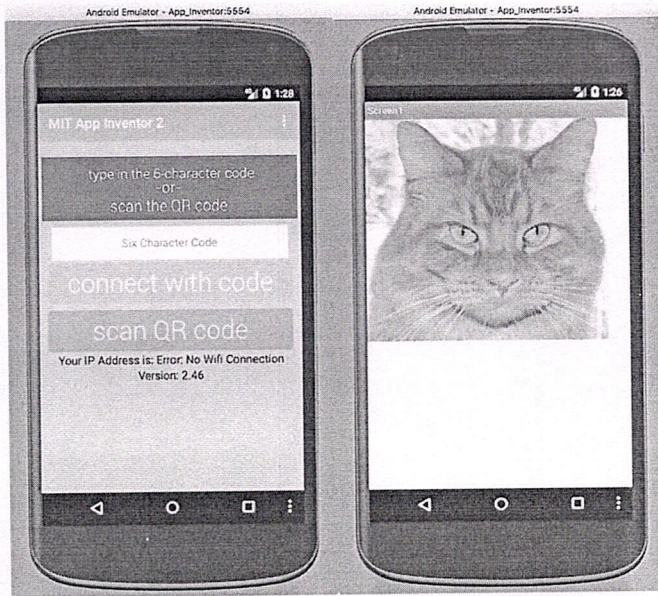 Android Emulator - App_Inventor:5554
1:28
MIT App Inventor 2
type in the 6-character code
-or-
scan the QR code
Six Character Code
connect with code
scan QR code
Your IP Address is: Error: No Wifi Connection
Version: 2.46
Android Emulator - App_Inventor:5554
1:26
Screen1